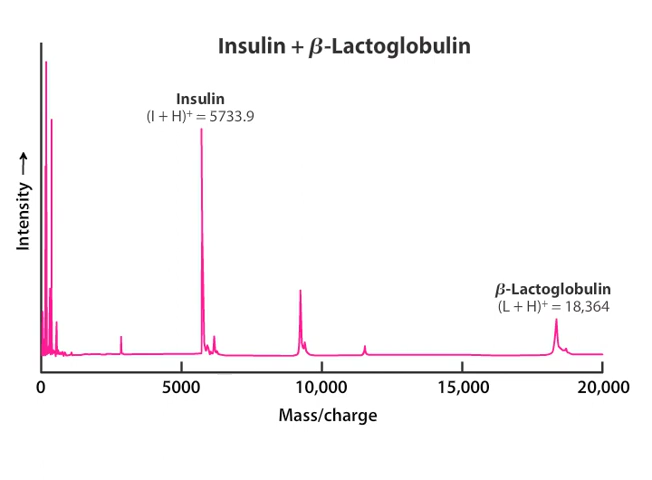 Insulin + β-Lactoglobulin
Insulin
(I + H)⁺ = 5733.9
Intensity →
β-Lactoglobulin
(L + H)⁺ = 18,364
0 5000 10,000 15,000 20,000
Mass/charge